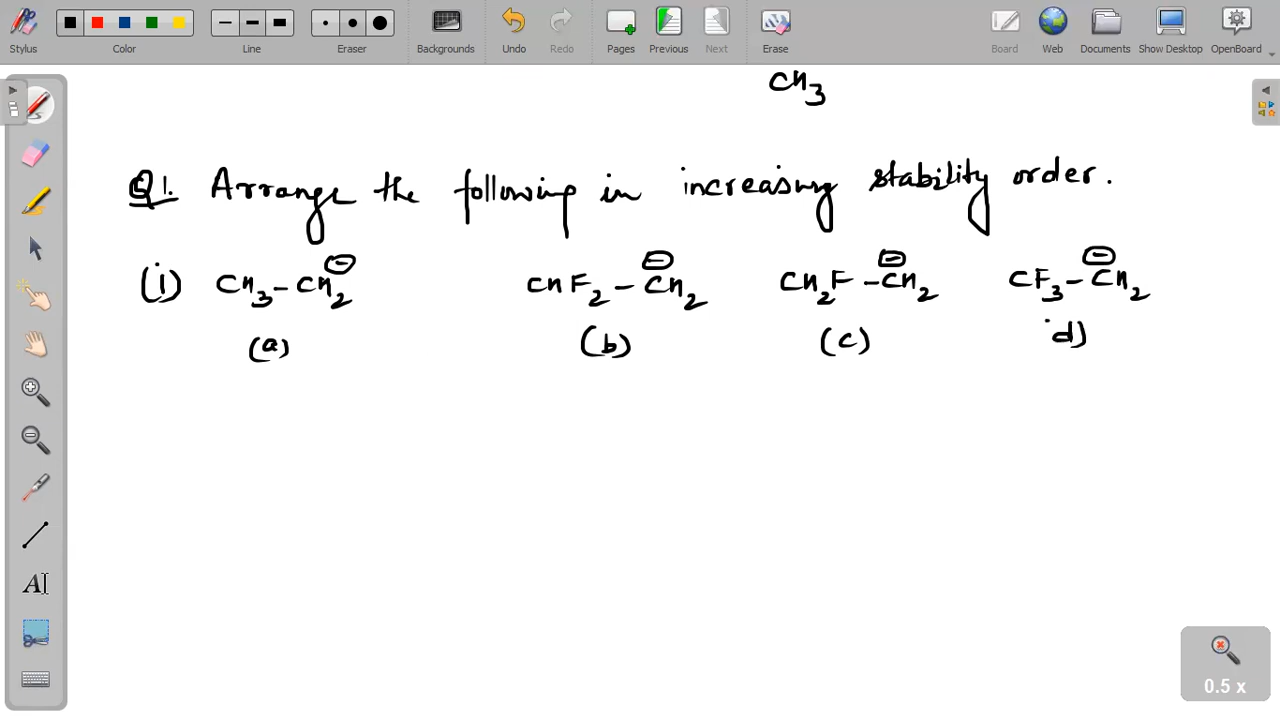 Stylus Color Line Eraser Backgrounds Undo Redo Pages Previous Next Erase Board Web Documents Show Desktop OpenBoard
CH3
Q1. Arrange the following in increasing stability order.
(i) CH3-CH2⊖ CHF2-CH2⊖ CH2F-CH2⊖ CF3-CH2⊖
(a) (b) (c) d)
0.5 x